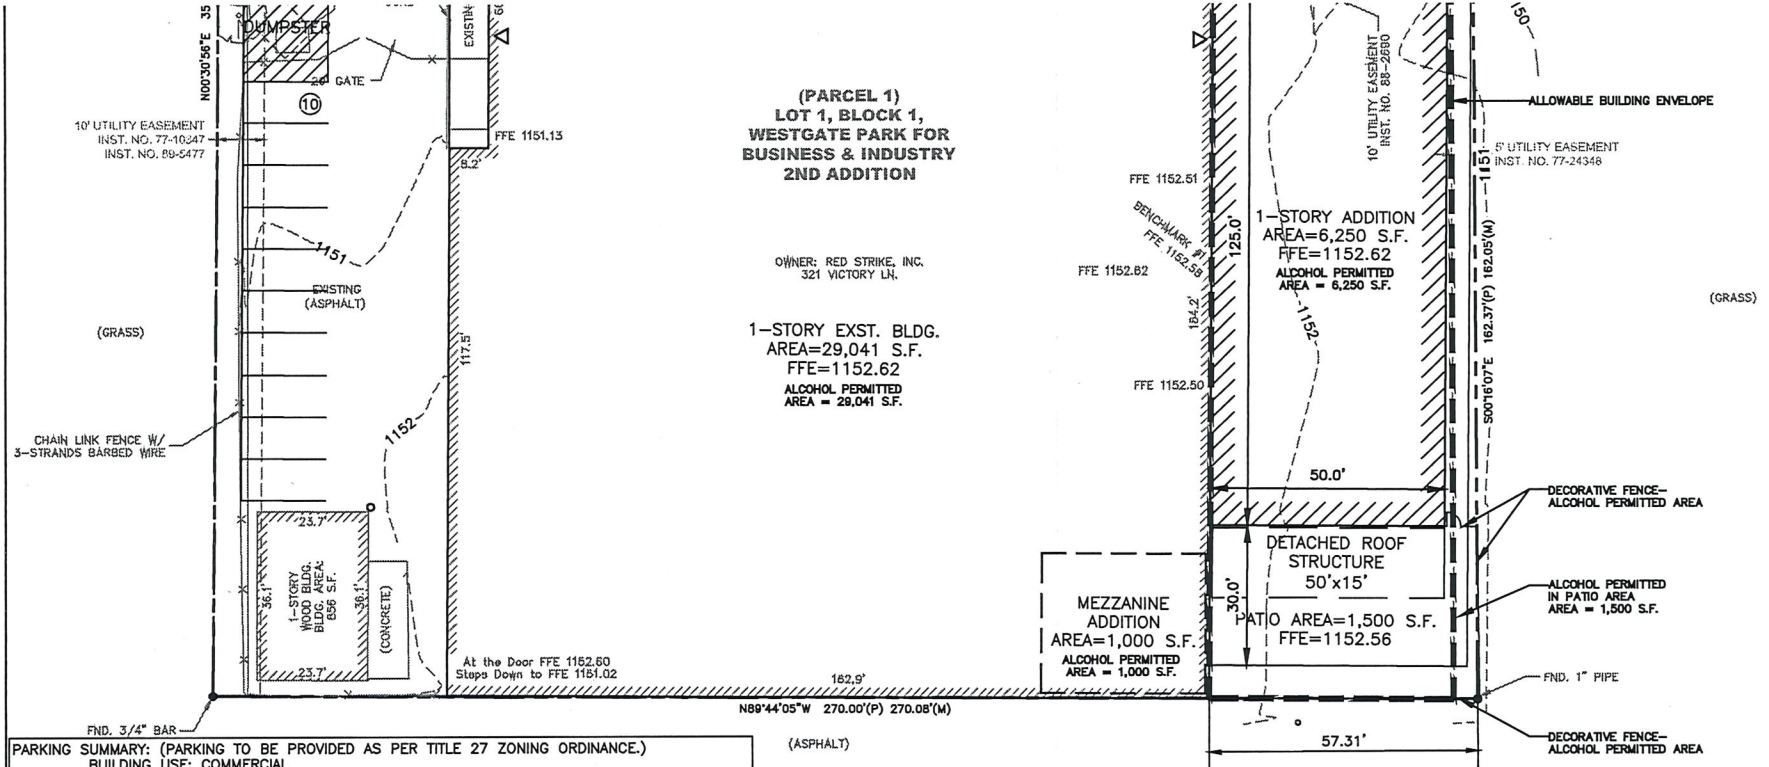 DUMPSTER
20' GATE
N00'30'56"E 35
10
10' UTILITY EASEMENT
INST. NO. 77-10347
INST. NO. 89-5477
EXISTIN
FFE 1151.13
8.2'
(PARCEL 1)
LOT 1, BLOCK 1,
WESTGATE PARK FOR
BUSINESS & INDUSTRY
2ND ADDITION
OWNER: RED STRIKE, INC.
321 VICTORY LN.
1-STORY EXST. BLDG.
AREA=29,041 S.F.
FFE=1152.62
ALCOHOL PERMITTED
AREA = 29,041 S.F.
1151
EXISTING
(ASPHALT)
(GRASS)
117.5'
1152
CHAIN LINK FENCE W/
3-STRANDS BARBED WIRE
23.7'
36.1'
1-STORY
WOOD BLDG.
BLDG. AREA:
856 S.F.
36.1'
23.7'
(CONCRETE)
At the Door FFE 1152.60
Steps Down to FFE 1151.02
162.9'
N89'44'05"W 270.00'(P) 270.08'(M)
FND. 3/4" BAR
(ASPHALT)
PARKING SUMMARY: (PARKING TO BE PROVIDED AS PER TITLE 27 ZONING ORDINANCE.)
BUILDING USE: COMMERCIAL
FFE 1152.51
BENCHMARK #1
FFE 1152.58
FFE 1152.62
184.2'
FFE 1152.50
125.0'
1-STORY ADDITION
AREA=6,250 S.F.
FFE=1152.62
ALCOHOL PERMITTED
AREA = 6,250 S.F.
1152
50.0'
10' UTILITY EASEMENT
INST. NO. 88-2690
150
ALLOWABLE BUILDING ENVELOPE
1151
5' UTILITY EASEMENT
INST. NO. 77-24348
S00'16'07"E 162.37'(P) 162.05'(M)
(GRASS)
DECORATIVE FENCE-
ALCOHOL PERMITTED AREA
DETACHED ROOF
STRUCTURE
50'x15'
30.0'
PATIO AREA=1,500 S.F.
FFE=1152.56
ALCOHOL PERMITTED
IN PATIO AREA
AREA = 1,500 S.F.
MEZZANINE
ADDITION
AREA=1,000 S.F.
ALCOHOL PERMITTED
AREA = 1,000 S.F.
FND. 1" PIPE
57.31'
DECORATIVE FENCE-
ALCOHOL PERMITTED AREA